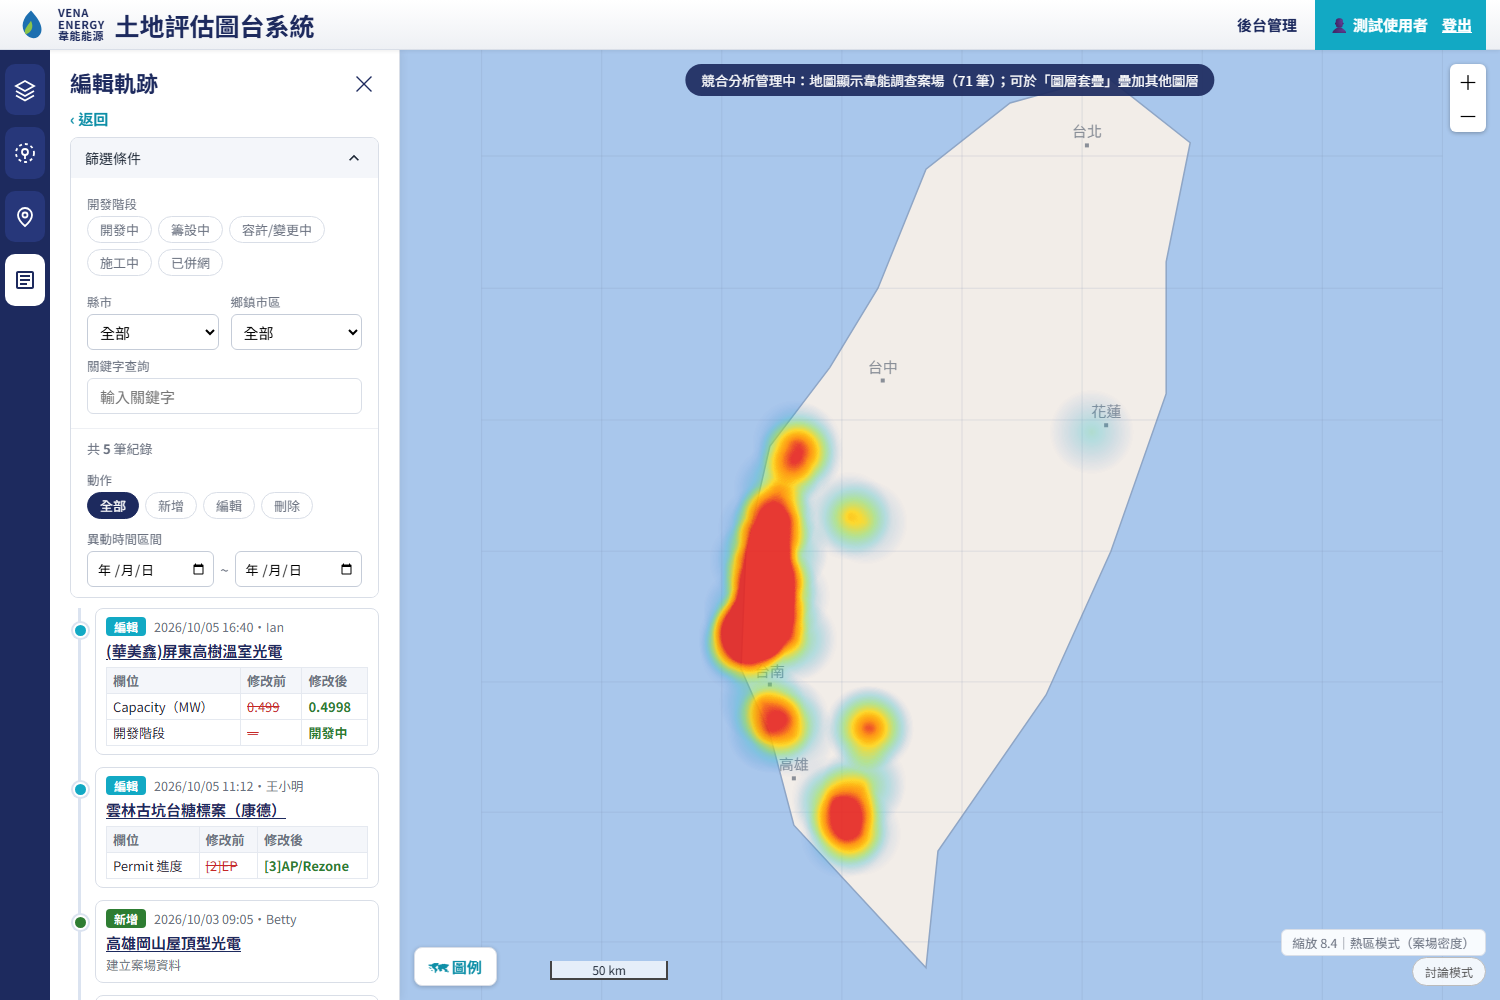 VENA
ENERGY
韋能能源
土地評估圖台系統
後台管理
測試使用者 登出
編輯軌跡
‹ 返回
篩選條件
開發階段
開發中 籌設中 容許/變更中
施工中 已併網
縣市 鄉鎮市區
全部 全部
關鍵字查詢
輸入關鍵字
共 5 筆紀錄
動作
全部 新增 編輯 刪除
異動時間區間
年 /月/日 ~ 年 /月/日
編輯 2026/10/05 16:40・Ian
(華美鑫)屏東高樹溫室光電
欄位 修改前 修改後
Capacity（MW） 0.499 0.4998
開發階段 — 開發中
編輯 2026/10/05 11:12・王小明
雲林古坑台糖標案（康德）
欄位 修改前 修改後
Permit 進度 [2]EP [3]AP/Rezone
新增 2026/10/03 09:05・Betty
高雄岡山屋頂型光電
建立案場資料
競合分析管理中：地圖顯示韋能調查案場（71 筆）；可於「圖層套疊」疊加其他圖層
+
−
台北
台中
花蓮
台南
高雄
圖例
50 km
縮放 8.4｜熱區模式（案場密度）
討論模式